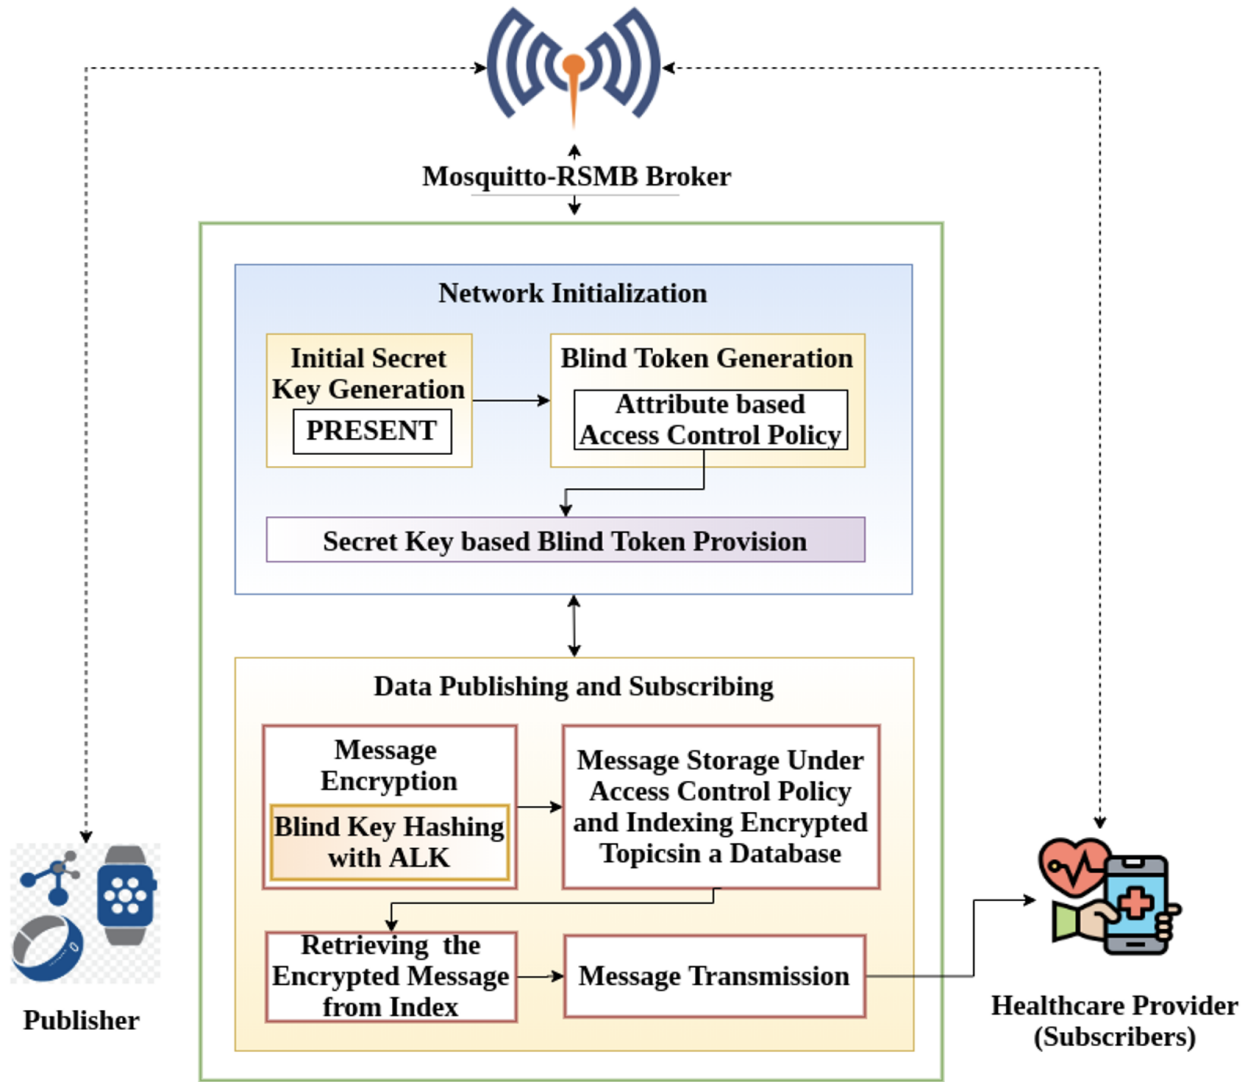 Mosquitto-RSMB Broker
Network Initialization
Initial Secret
Key Generation
PRESENT
Blind Token Generation
Attribute based
Access Control Policy
Secret Key based Blind Token Provision
Data Publishing and Subscribing
Message
Encryption
Blind Key Hashing
with ALK
Message Storage Under
Access Control Policy
and Indexing Encrypted
Topicsin a Database
Retrieving the
Encrypted Message
from Index
Message Transmission
Publisher
Healthcare Provider
(Subscribers)